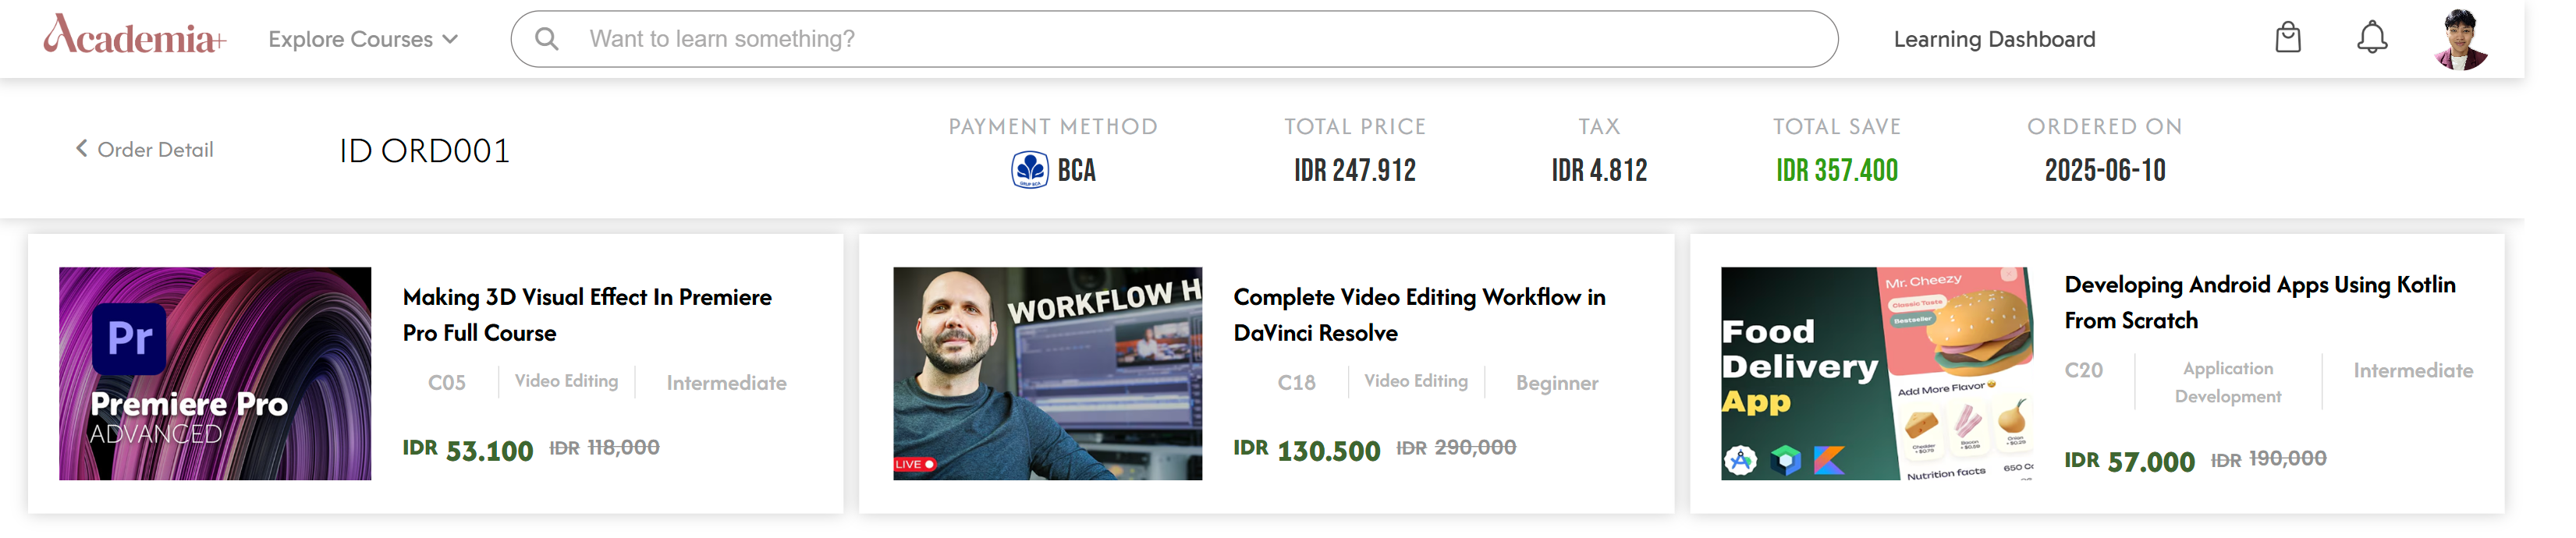 Academia+
Explore Courses
Want to learn something?
Learning Dashboard
Order Detail
ID ORD001
PAYMENT METHOD
BCA
TOTAL PRICE
IDR 247.912
TAX
IDR 4.812
TOTAL SAVE
IDR 357.400
ORDERED ON
2025-06-10
Pr
Premiere Pro
ADVANCED
Making 3D Visual Effect In Premiere
Pro Full Course
C05
Video Editing
Intermediate
IDR 53.100 IDR 118,000
WORKFLOW H
LIVE
Complete Video Editing Workflow in
DaVinci Resolve
C18
Video Editing
Beginner
IDR 130.500 IDR 290,000
Food
Delivery
App
Mr. Cheezy
Classic Taste
Bestseller
Add More Flavor
Cheddar
Bacon
Onion
Nutrition facts
650 Ca
Developing Android Apps Using Kotlin
From Scratch
C20
Application
Development
Intermediate
IDR 57.000 IDR 190,000